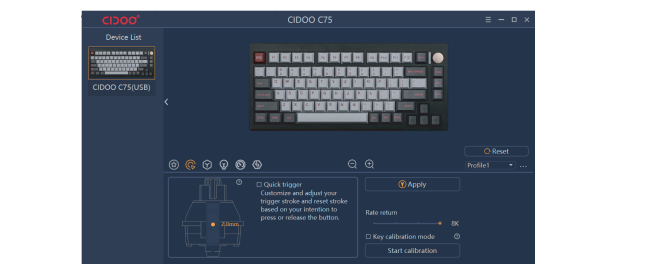 CIDOO
CIDOO C75
Device List
CIDOO C75(USB)
Reset
Profile1
Quick trigger
Customize and adjust your
trigger stroke and reset stroke
based on your intention to
press or release the button.
2.0mm
Apply
Rate return
8K
Key calibration mode
Start calibration